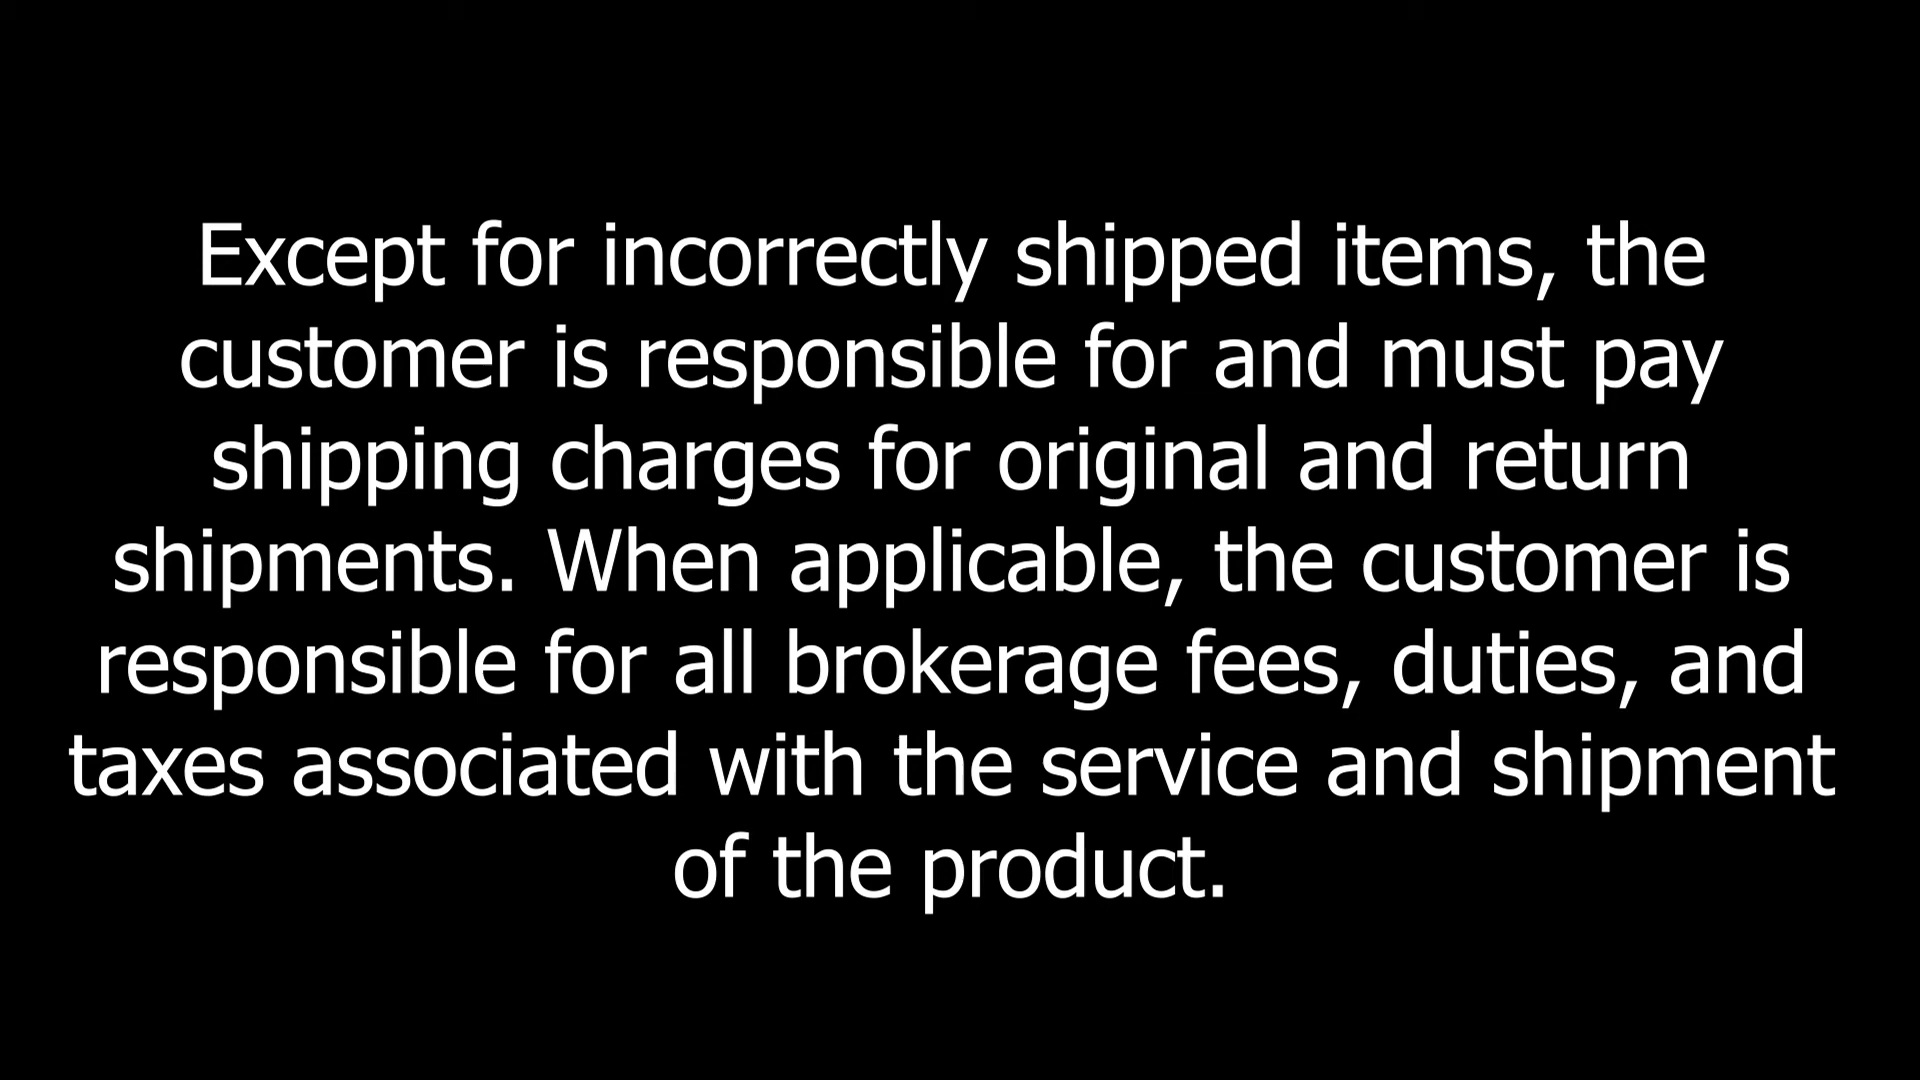 Except for incorrectly shipped items, the
customer is responsible for and must pay
shipping charges for original and return
shipments. When applicable, the customer is
responsible for all brokerage fees, duties, and
taxes associated with the service and shipment
of the product.